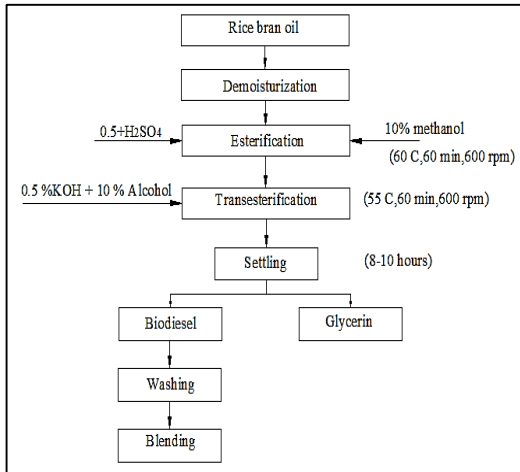 Rice bran oil
Demoisturization
0.5+H2SO4
Esterification
10% methanol
(60 C,60 min,600 rpm)
0.5 %KOH + 10 % Alcohol
Transesterification
(55 C,60 min,600 rpm)
Settling
(8-10 hours)
Biodiesel
Glycerin
Washing
Blending